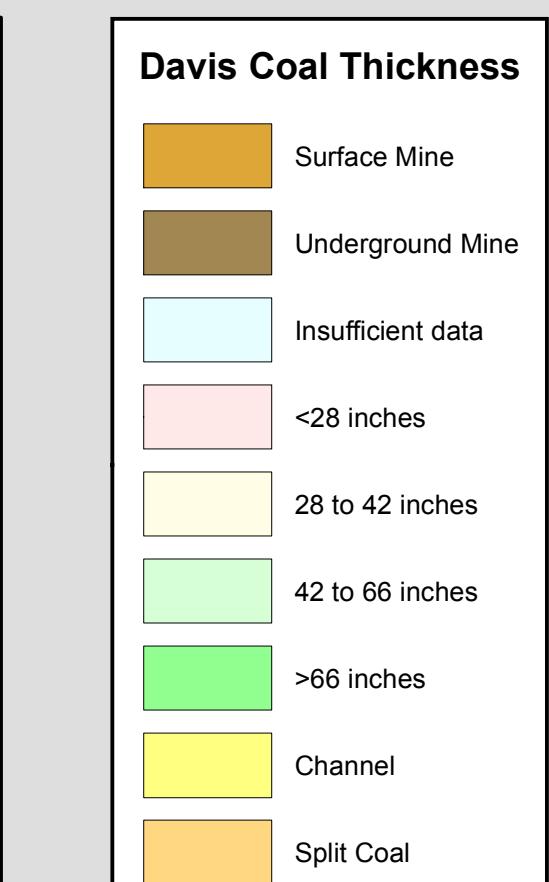 Davis Coal Thickness
Surface Mine
Underground Mine
Insufficient data
<28 inches
28 to 42 inches
42 to 66 inches
>66 inches
Channel
Split Coal